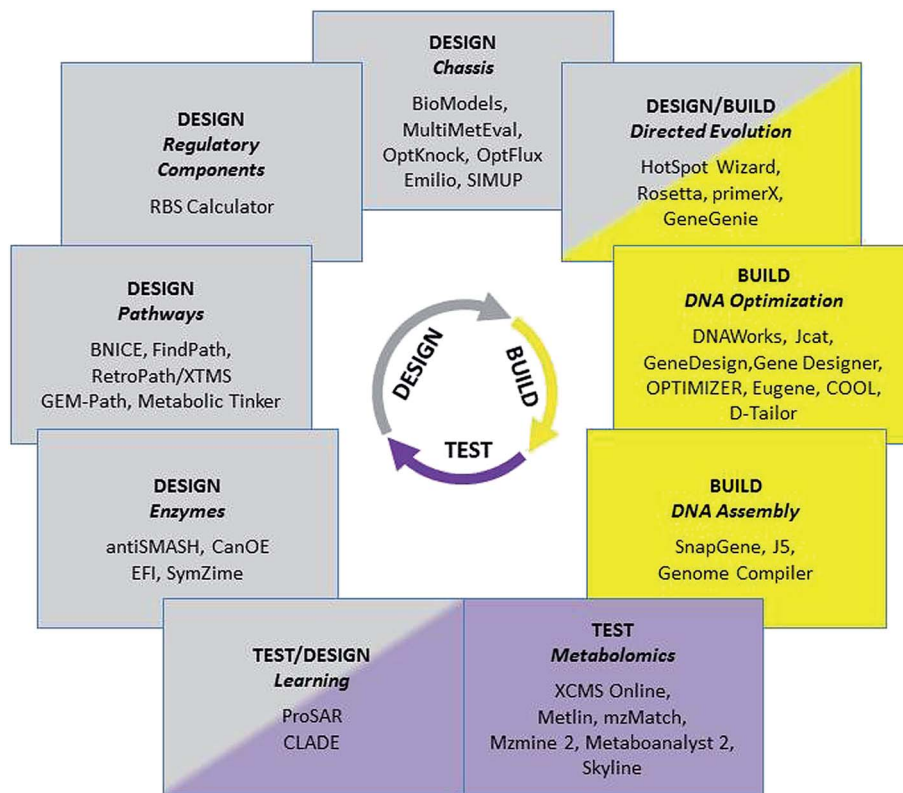 DESIGN
Chassis
BioModels,
MultiMetEval,
OptKnock, OptFlux
Emilio, SIMUP
DESIGN/BUILD
Directed Evolution
HotSpot Wizard,
Rosetta, primerX,
GeneGenie
BUILD
DNA Optimization
DNAWorks, Jcat,
GeneDesign,Gene Designer,
OPTIMIZER, Eugene, COOL,
D-Tailor
BUILD
DNA Assembly
SnapGene, J5,
Genome Compiler
TEST
Metabolomics
XCMS Online,
Metlin, mzMatch,
Mzmine 2, Metaboanalyst 2,
Skyline
TEST/DESIGN
Learning
ProSAR
CLADE
DESIGN
Enzymes
antiSMASH, CanOE
EFI, SymZime
DESIGN
Pathways
BNICE, FindPath,
RetroPath/XTMS
GEM-Path, Metabolic Tinker
DESIGN
Regulatory
Components
RBS Calculator
DESIGN
BUILD
TEST